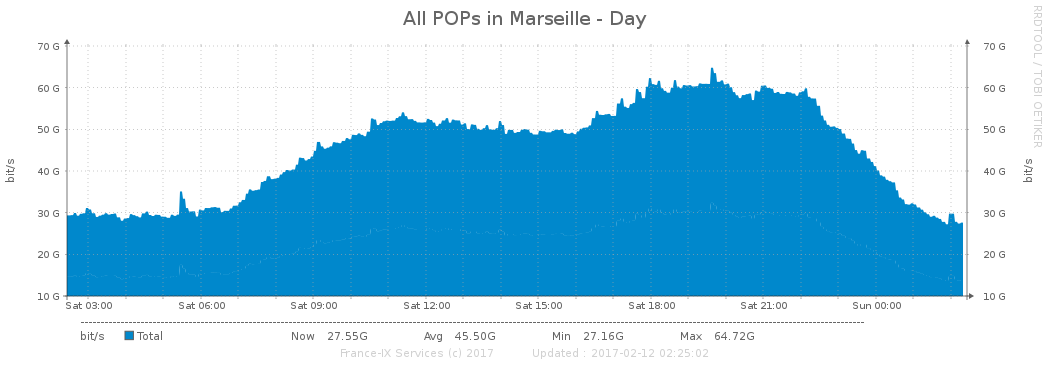 All POPs in Marseille - Day
RRDTOOL / TOBI OETIKER
70 G 70 G
60 G 60 G
50 G 50 G
40 G 40 G
30 G 30 G
20 G 20 G
10 G 10 G
bit/s bit/s
Sat 03:00 Sat 06:00 Sat 09:00 Sat 12:00 Sat 15:00 Sat 18:00 Sat 21:00 Sun 00:00
bit/s Total Now 27.55G Avg 45.50G Min 27.16G Max 64.72G
France-IX Services (c) 2017 Updated : 2017-02-12 02:25:02